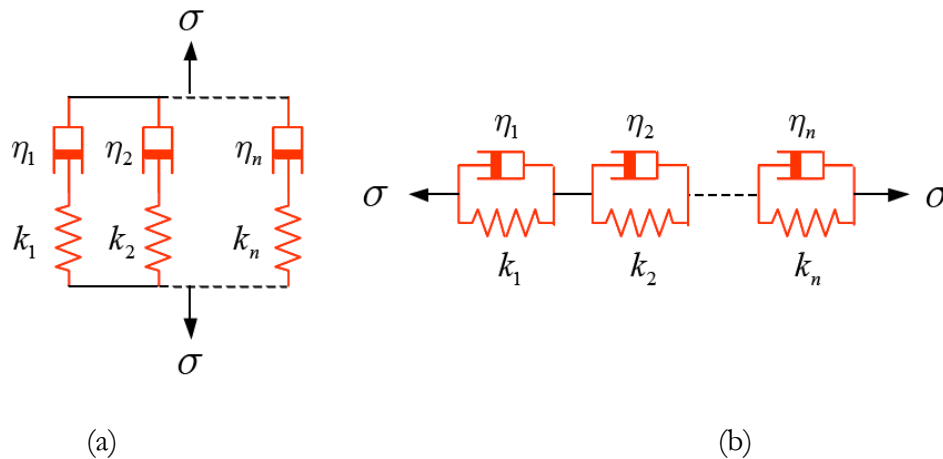 σ
η₁ η₂ ηₙ
k₁ k₂ kₙ
σ
(a)
η₁ η₂ ηₙ
σ σ
k₁ k₂ kₙ
(b)